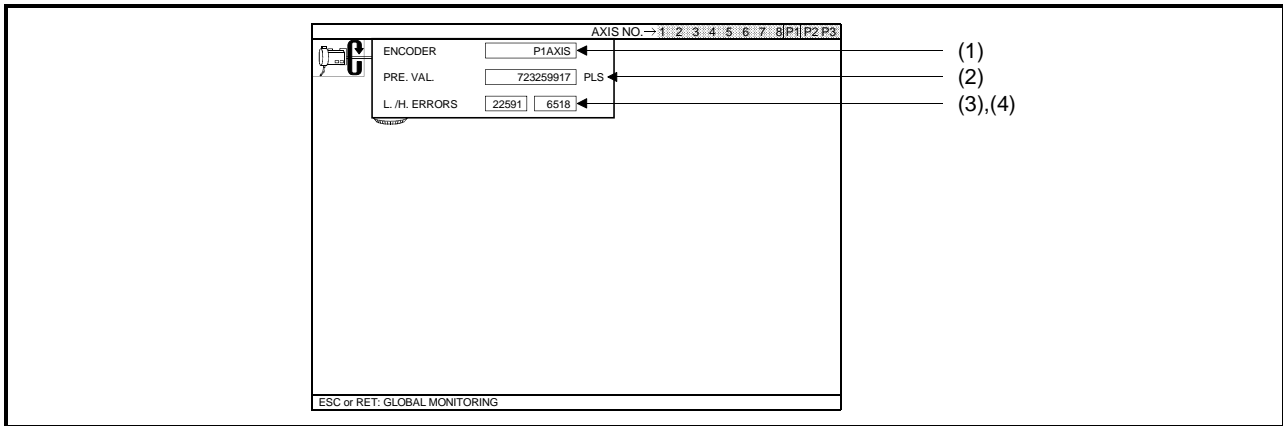 AXIS NO.→ 1 2 3 4 5 6 7 8 P1 P2 P3
ENCODER P1AXIS (1)
PRE. VAL. 723259917 PLS (2)
L. /H. ERRORS 22591 6518 (3),(4)
ESC or RET: GLOBAL MONITORING